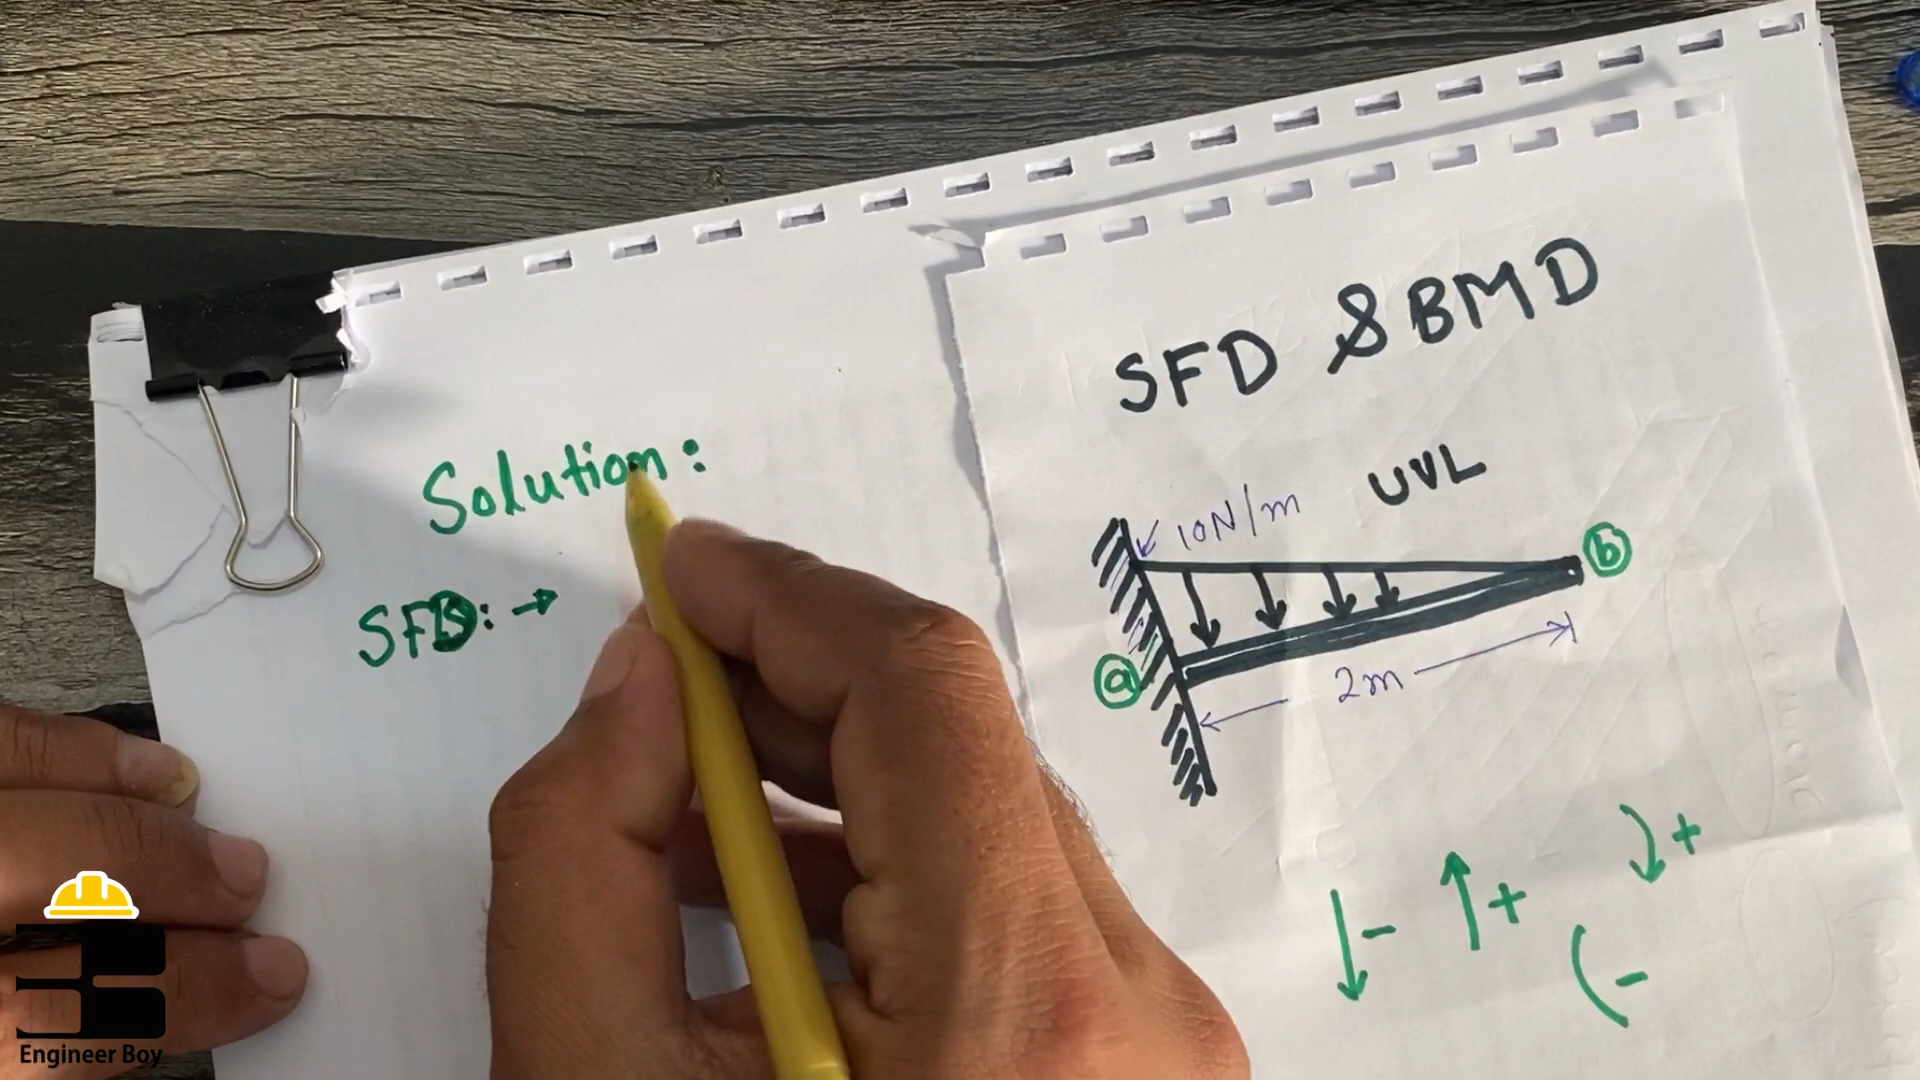 Solution:
SFD: →
SFD & BMD
UVL
10N/m
b
a
2m
+
- +
-
Engineer Boy